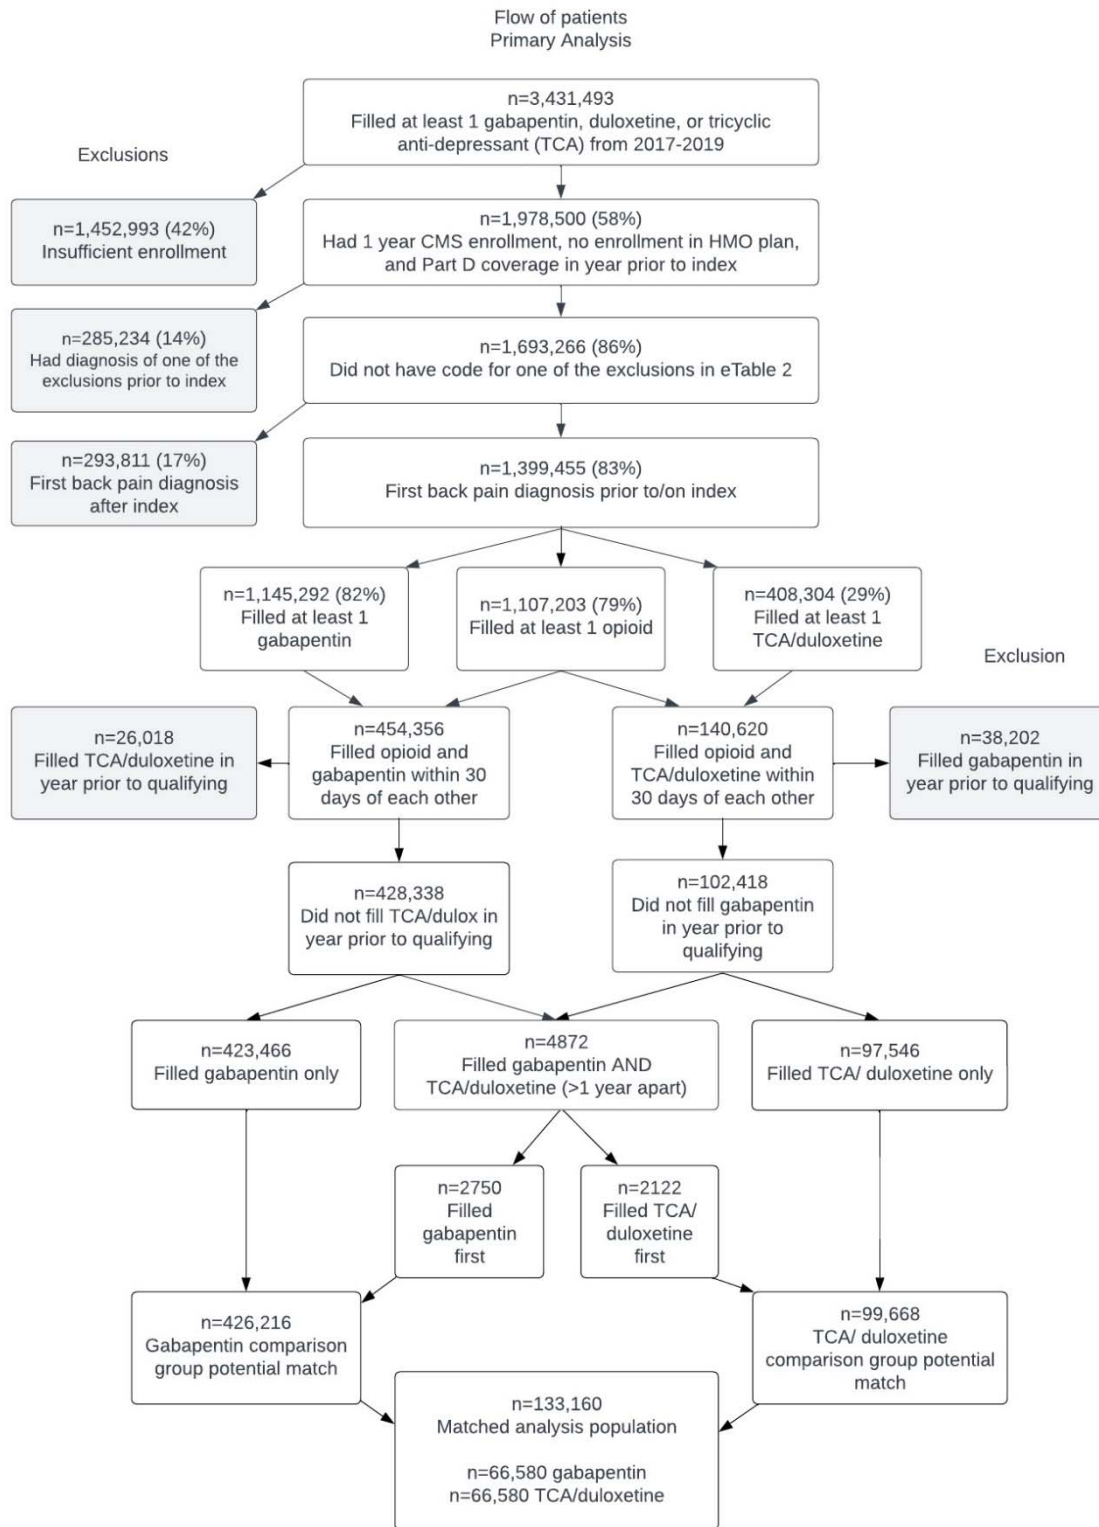 Flow of patients
Primary Analysis
n=3,431,493
Filled at least 1 gabapentin, duloxetine, or tricyclic
anti-depressant (TCA) from 2017-2019
Exclusions
n=1,452,993 (42%)
Insufficient enrollment
n=1,978,500 (58%)
Had 1 year CMS enrollment, no enrollment in HMO plan,
and Part D coverage in year prior to index
n=285,234 (14%)
Had diagnosis of one of the
exclusions prior to index
n=1,693,266 (86%)
Did not have code for one of the exclusions in eTable 2
n=293,811 (17%)
First back pain diagnosis
after index
n=1,399,455 (83%)
First back pain diagnosis prior to/on index
n=1,145,292 (82%)
Filled at least 1
gabapentin
n=1,107,203 (79%)
Filled at least 1 opioid
n=408,304 (29%)
Filled at least 1
TCA/duloxetine
Exclusion
n=26,018
Filled TCA/duloxetine in
year prior to qualifying
n=454,356
Filled opioid and
gabapentin within 30
days of each other
n=140,620
Filled opioid and
TCA/duloxetine within
30 days of each other
n=38,202
Filled gabapentin in
year prior to qualifying
n=428,338
Did not fill TCA/dulox in
year prior to qualifying
n=102,418
Did not fill gabapentin
in year prior to
qualifying
n=423,466
Filled gabapentin only
n=4872
Filled gabapentin AND
TCA/duloxetine (>1 year apart)
n=97,546
Filled TCA/ duloxetine only
n=2750
Filled
gabapentin
first
n=2122
Filled TCA/
duloxetine
first
n=426,216
Gabapentin comparison
group potential match
n=99,668
TCA/ duloxetine
comparison group potential
match
n=133,160
Matched analysis population
n=66,580 gabapentin
n=66,580 TCA/duloxetine